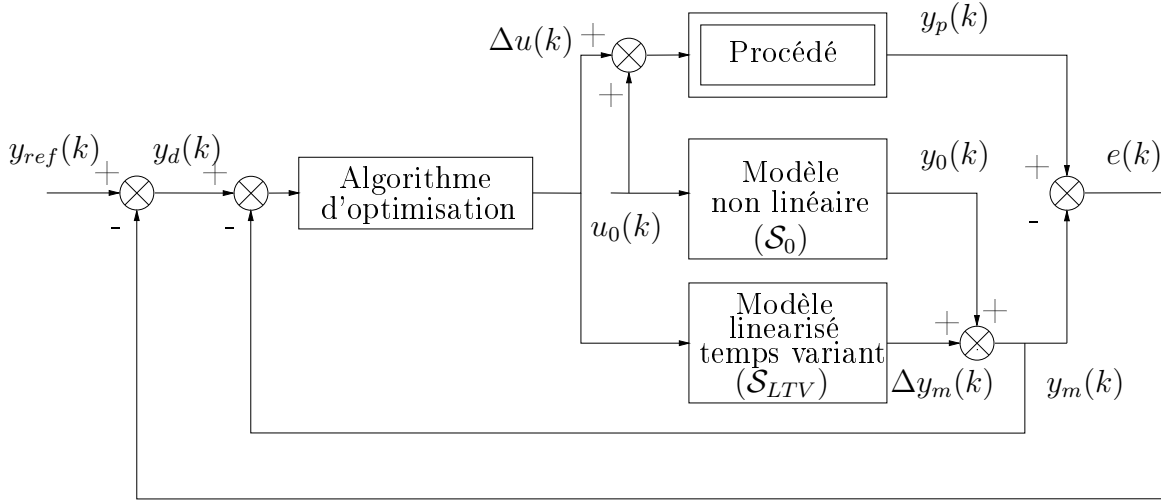 y_p(k)
Δu(k)
+
Procédé
+
y_ref(k)
+
y_d(k)
+
Algorithme
d'optimisation
Modèle
non linéaire
(S_0)
y_0(k)
+
e(k)
-
-
-
u_0(k)
Modèle
linearisé
temps variant
(S_LTV)
+
+
Δy_m(k)
y_m(k)